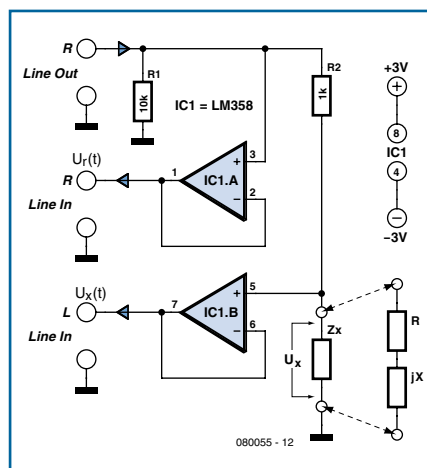 R
Line Out
R1
10k
R2
1k
IC1 = LM358
+3V
+
8
IC1
4
−
−3V
Ur(t)
R
Line In
1
+
3
IC1.A
−
2
Ux(t)
L
Line In
7
+
5
IC1.B
−
6
Ux
Zx
R
jX
080055 - 12